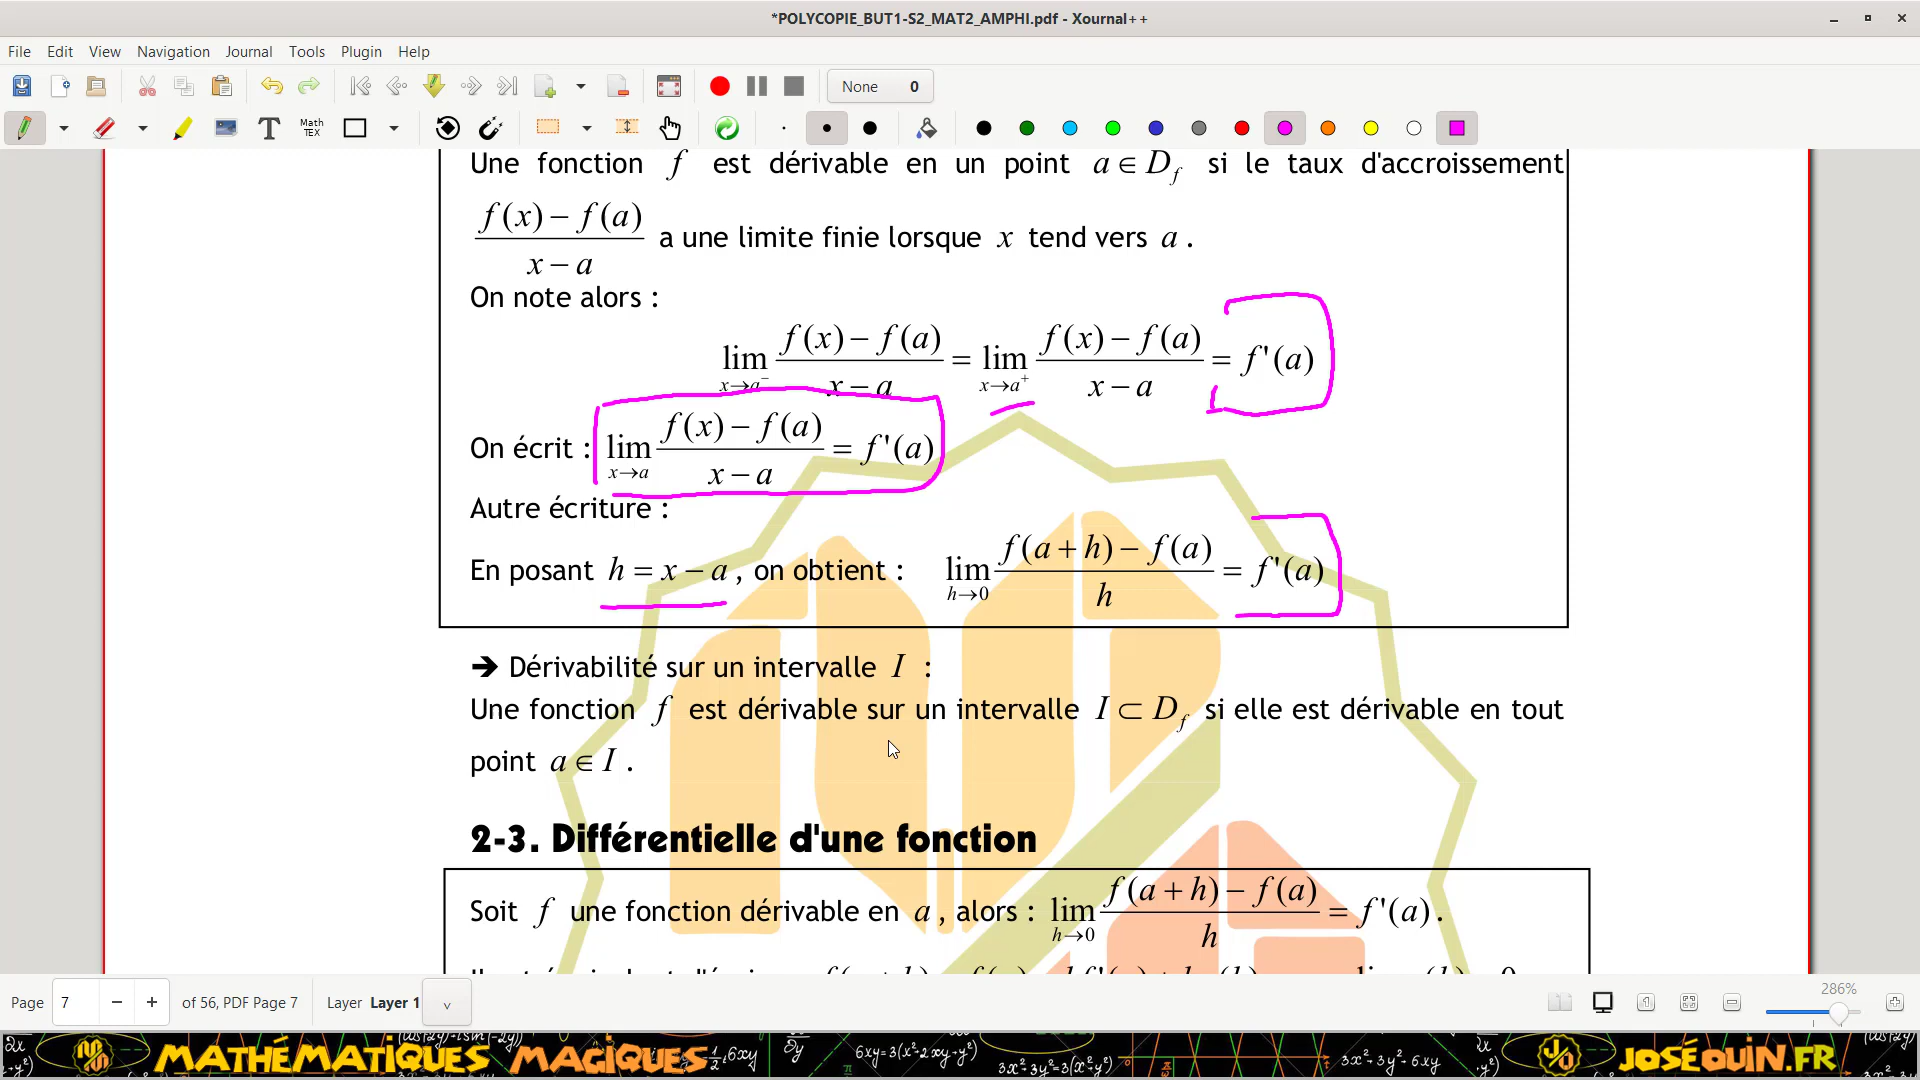 *POLYCOPIE_BUT1-S2_MAT2_AMPHI.pdf - Xournal++
File Edit View Navigation Journal Tools Plugin Help
None 0
T Math TEX
Une fonction f est dérivable en un point a ∈ D_f si le taux d'accroissement
(f(x) − f(a))/(x − a) a une limite finie lorsque x tend vers a .
On note alors :
lim_{x→a⁻} (f(x) − f(a))/(x − a) = lim_{x→a⁺} (f(x) − f(a))/(x − a) = f'(a)
On écrit : lim_{x→a} (f(x) − f(a))/(x − a) = f'(a)
Autre écriture :
En posant h = x − a , on obtient : lim_{h→0} (f(a + h) − f(a))/h = f'(a)
➔ Dérivabilité sur un intervalle I :
Une fonction f est dérivable sur un intervalle I ⊂ D_f si elle est dérivable en tout
point a ∈ I .
2-3. Différentielle d'une fonction
Soit f une fonction dérivable en a , alors : lim_{h→0} (f(a + h) − f(a))/h = f'(a) .
Page 7 of 56, PDF Page 7 Layer Layer 1 286%
MATHÉMATIQUES MAGIQUES JOSÉOUIN.FR